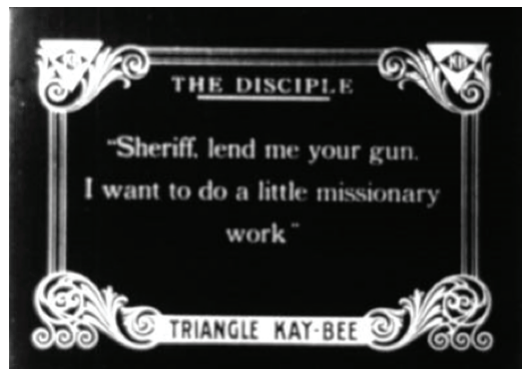 THE DISCIPLE
"Sheriff, lend me your gun.
I want to do a little missionary
work"
TRIANGLE KAY-BEE